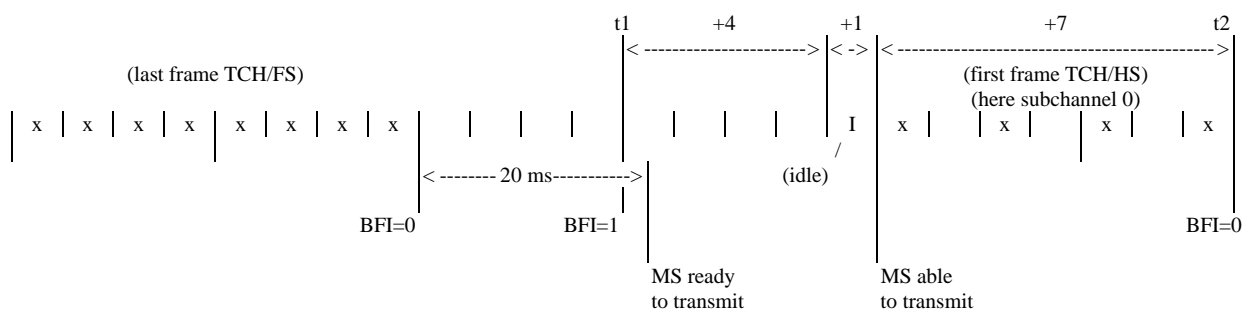 t1 +4 +1 +7 t2
< -----------------------> < -> < -------------------------------------- >
(last frame TCH/FS) (first frame TCH/HS)
(here subchannel 0)
x x x x x x x x I x x x x
/
< -------- 20 ms-----------> (idle)
BFI=0 BFI=1 BFI=0
MS ready MS able
to transmit to transmit